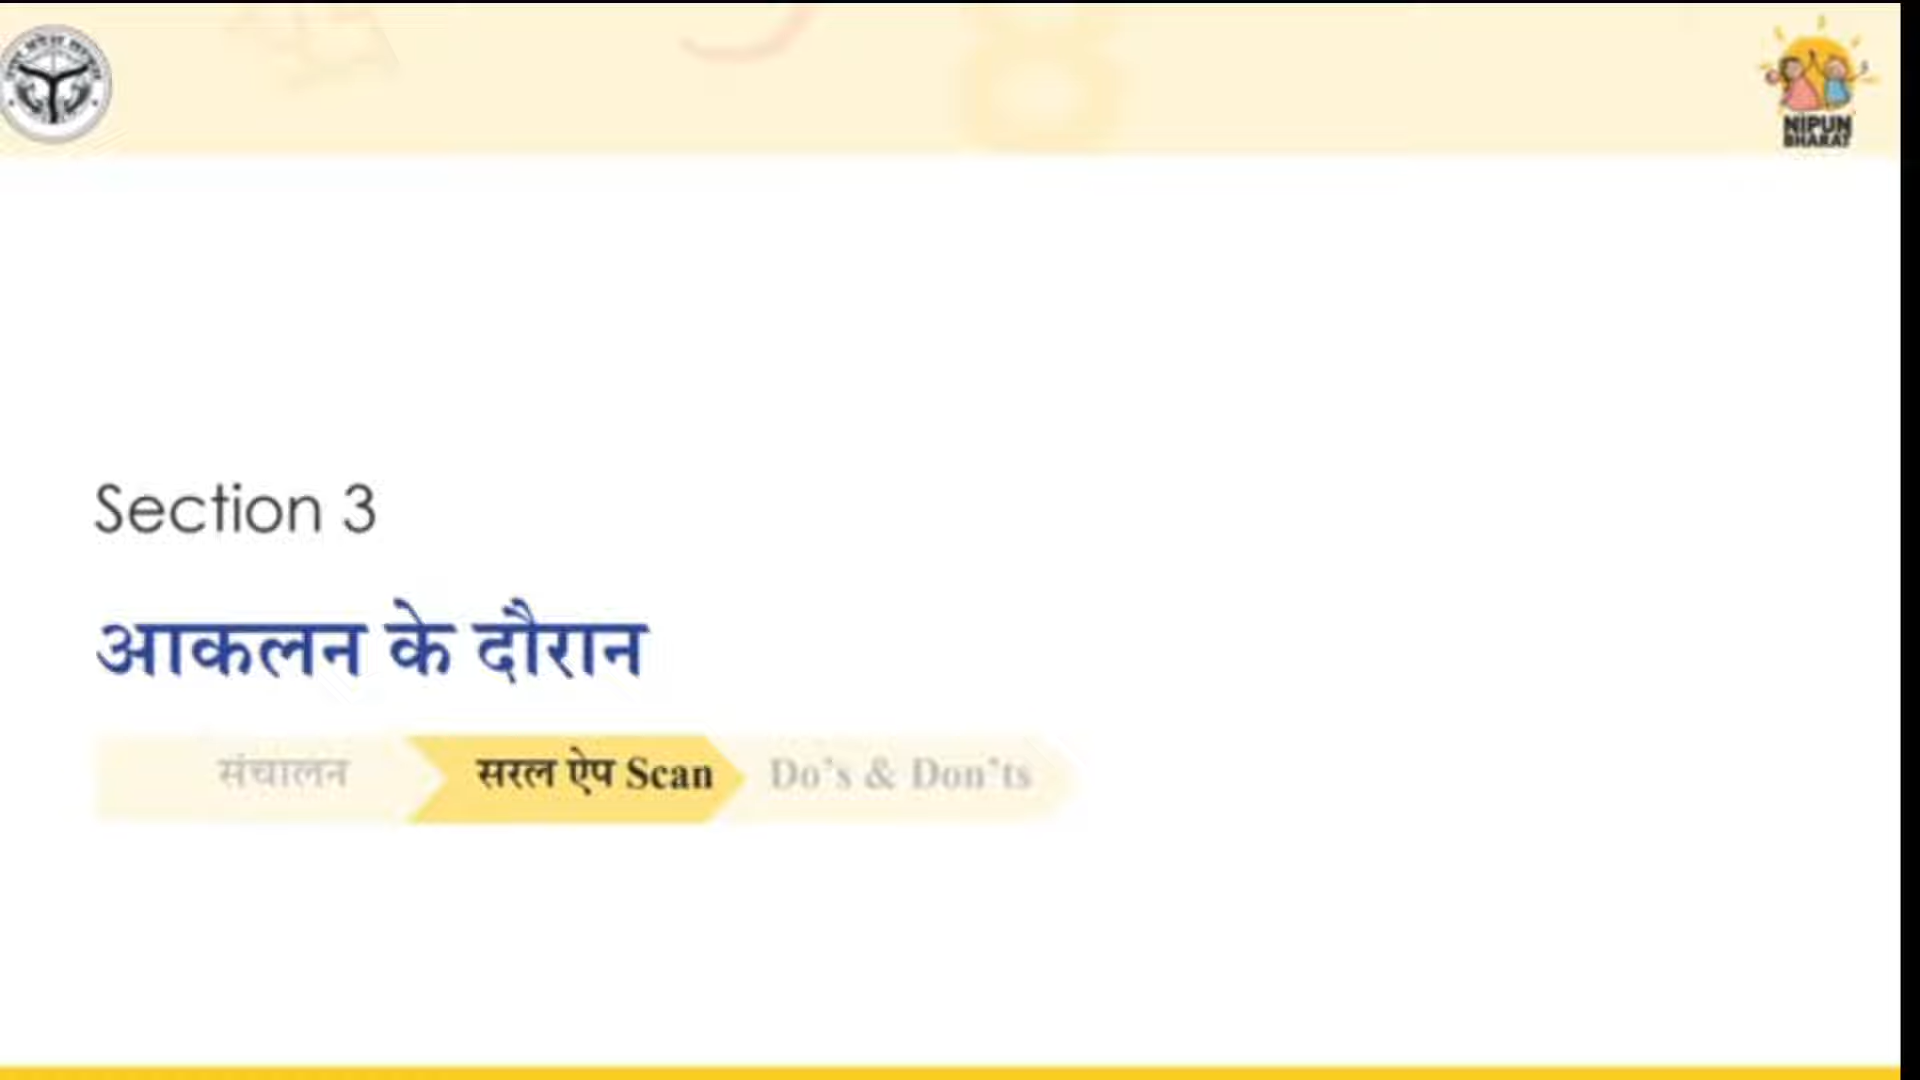 NIPUN
BHARAT
Section 3
आकलन के दौरान
संचालन
सरल ऐप Scan
Do’s & Don’ts